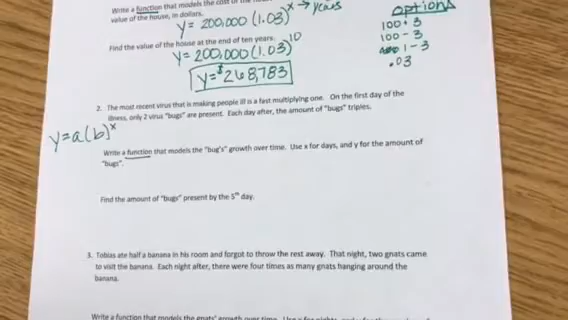 Write a function that models the cost of the
value of the house, in dollars.
y = 200,000 (1.03)^x → years
Find the value of the house at the end of ten years.
y = 200,000 (1.03)^10
y = $268,783
options
100 + 3
100 - 3
1 - 3
.03
2. The most recent virus that is making people ill is a fast multiplying one. On the first day of the
illness, only 2 virus "bugs" are present. Each day after, the amount of "bugs" triples.
y = a(b)^x
Write a function that models the "bug's" growth over time. Use x for days, and y for the amount of
"bugs".
Find the amount of "bugs" present by the 5th day.
3. Tobias ate half a banana in his room and forgot to throw the rest away. That night, two gnats came
to visit the banana. Each night after, there were four times as many gnats hanging around the
banana.
Write a function that models the gnats' growth over time. Use x for nights, and y for the